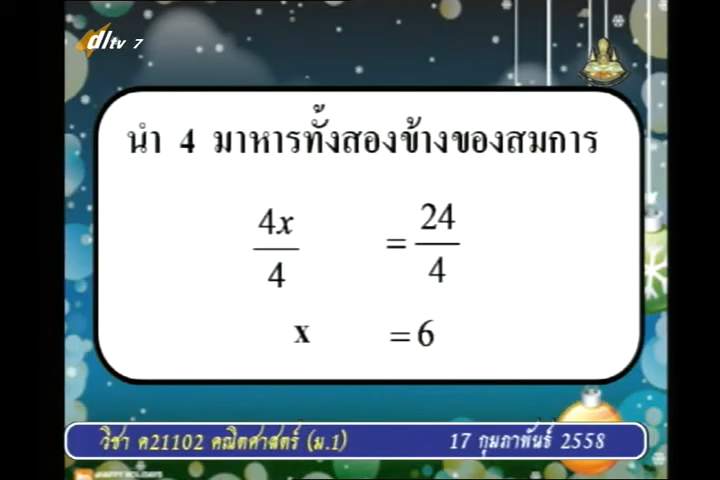 dltv 7
นำ 4 มาหารทั้งสองข้างของสมการ
4x/4 = 24/4
x = 6
วิชา ค21102 คณิตศาสตร์ (ม.1) 17 กุมภาพันธ์ 2558